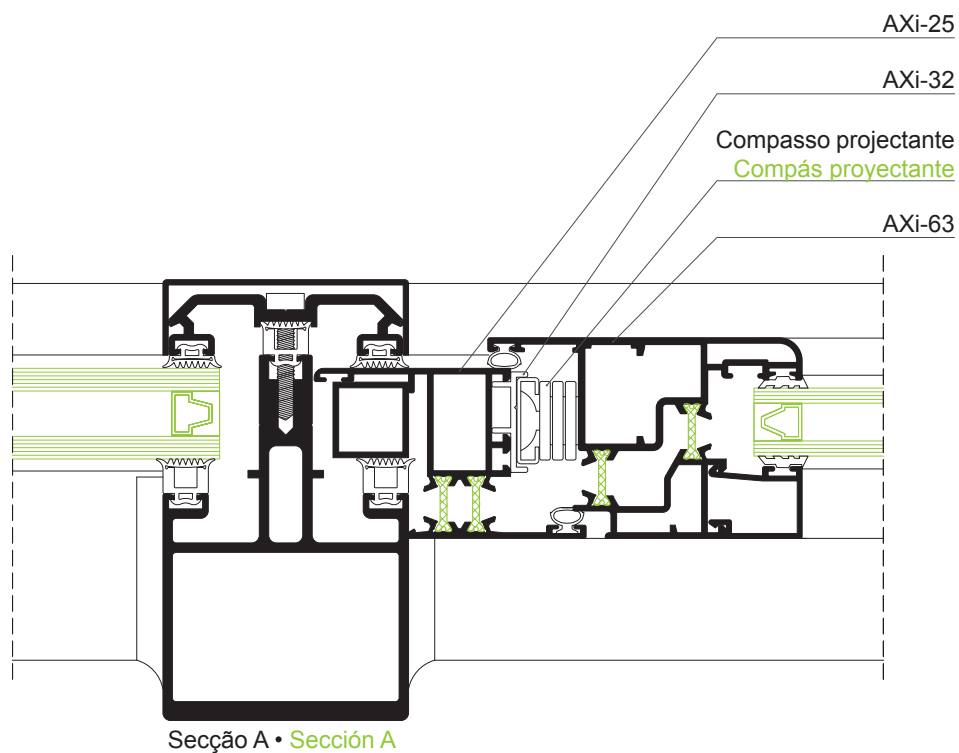 AXi-25
AXi-32
Compasso projectante
Compás proyectante
AXi-63
Secção A • Sección A